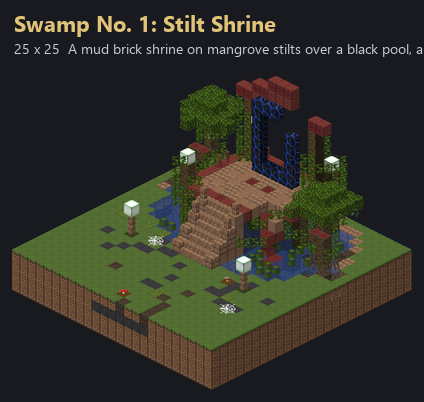 Swamp No. 1: Stilt Shrine
25 x 25 A mud brick shrine on mangrove stilts over a black pool, a